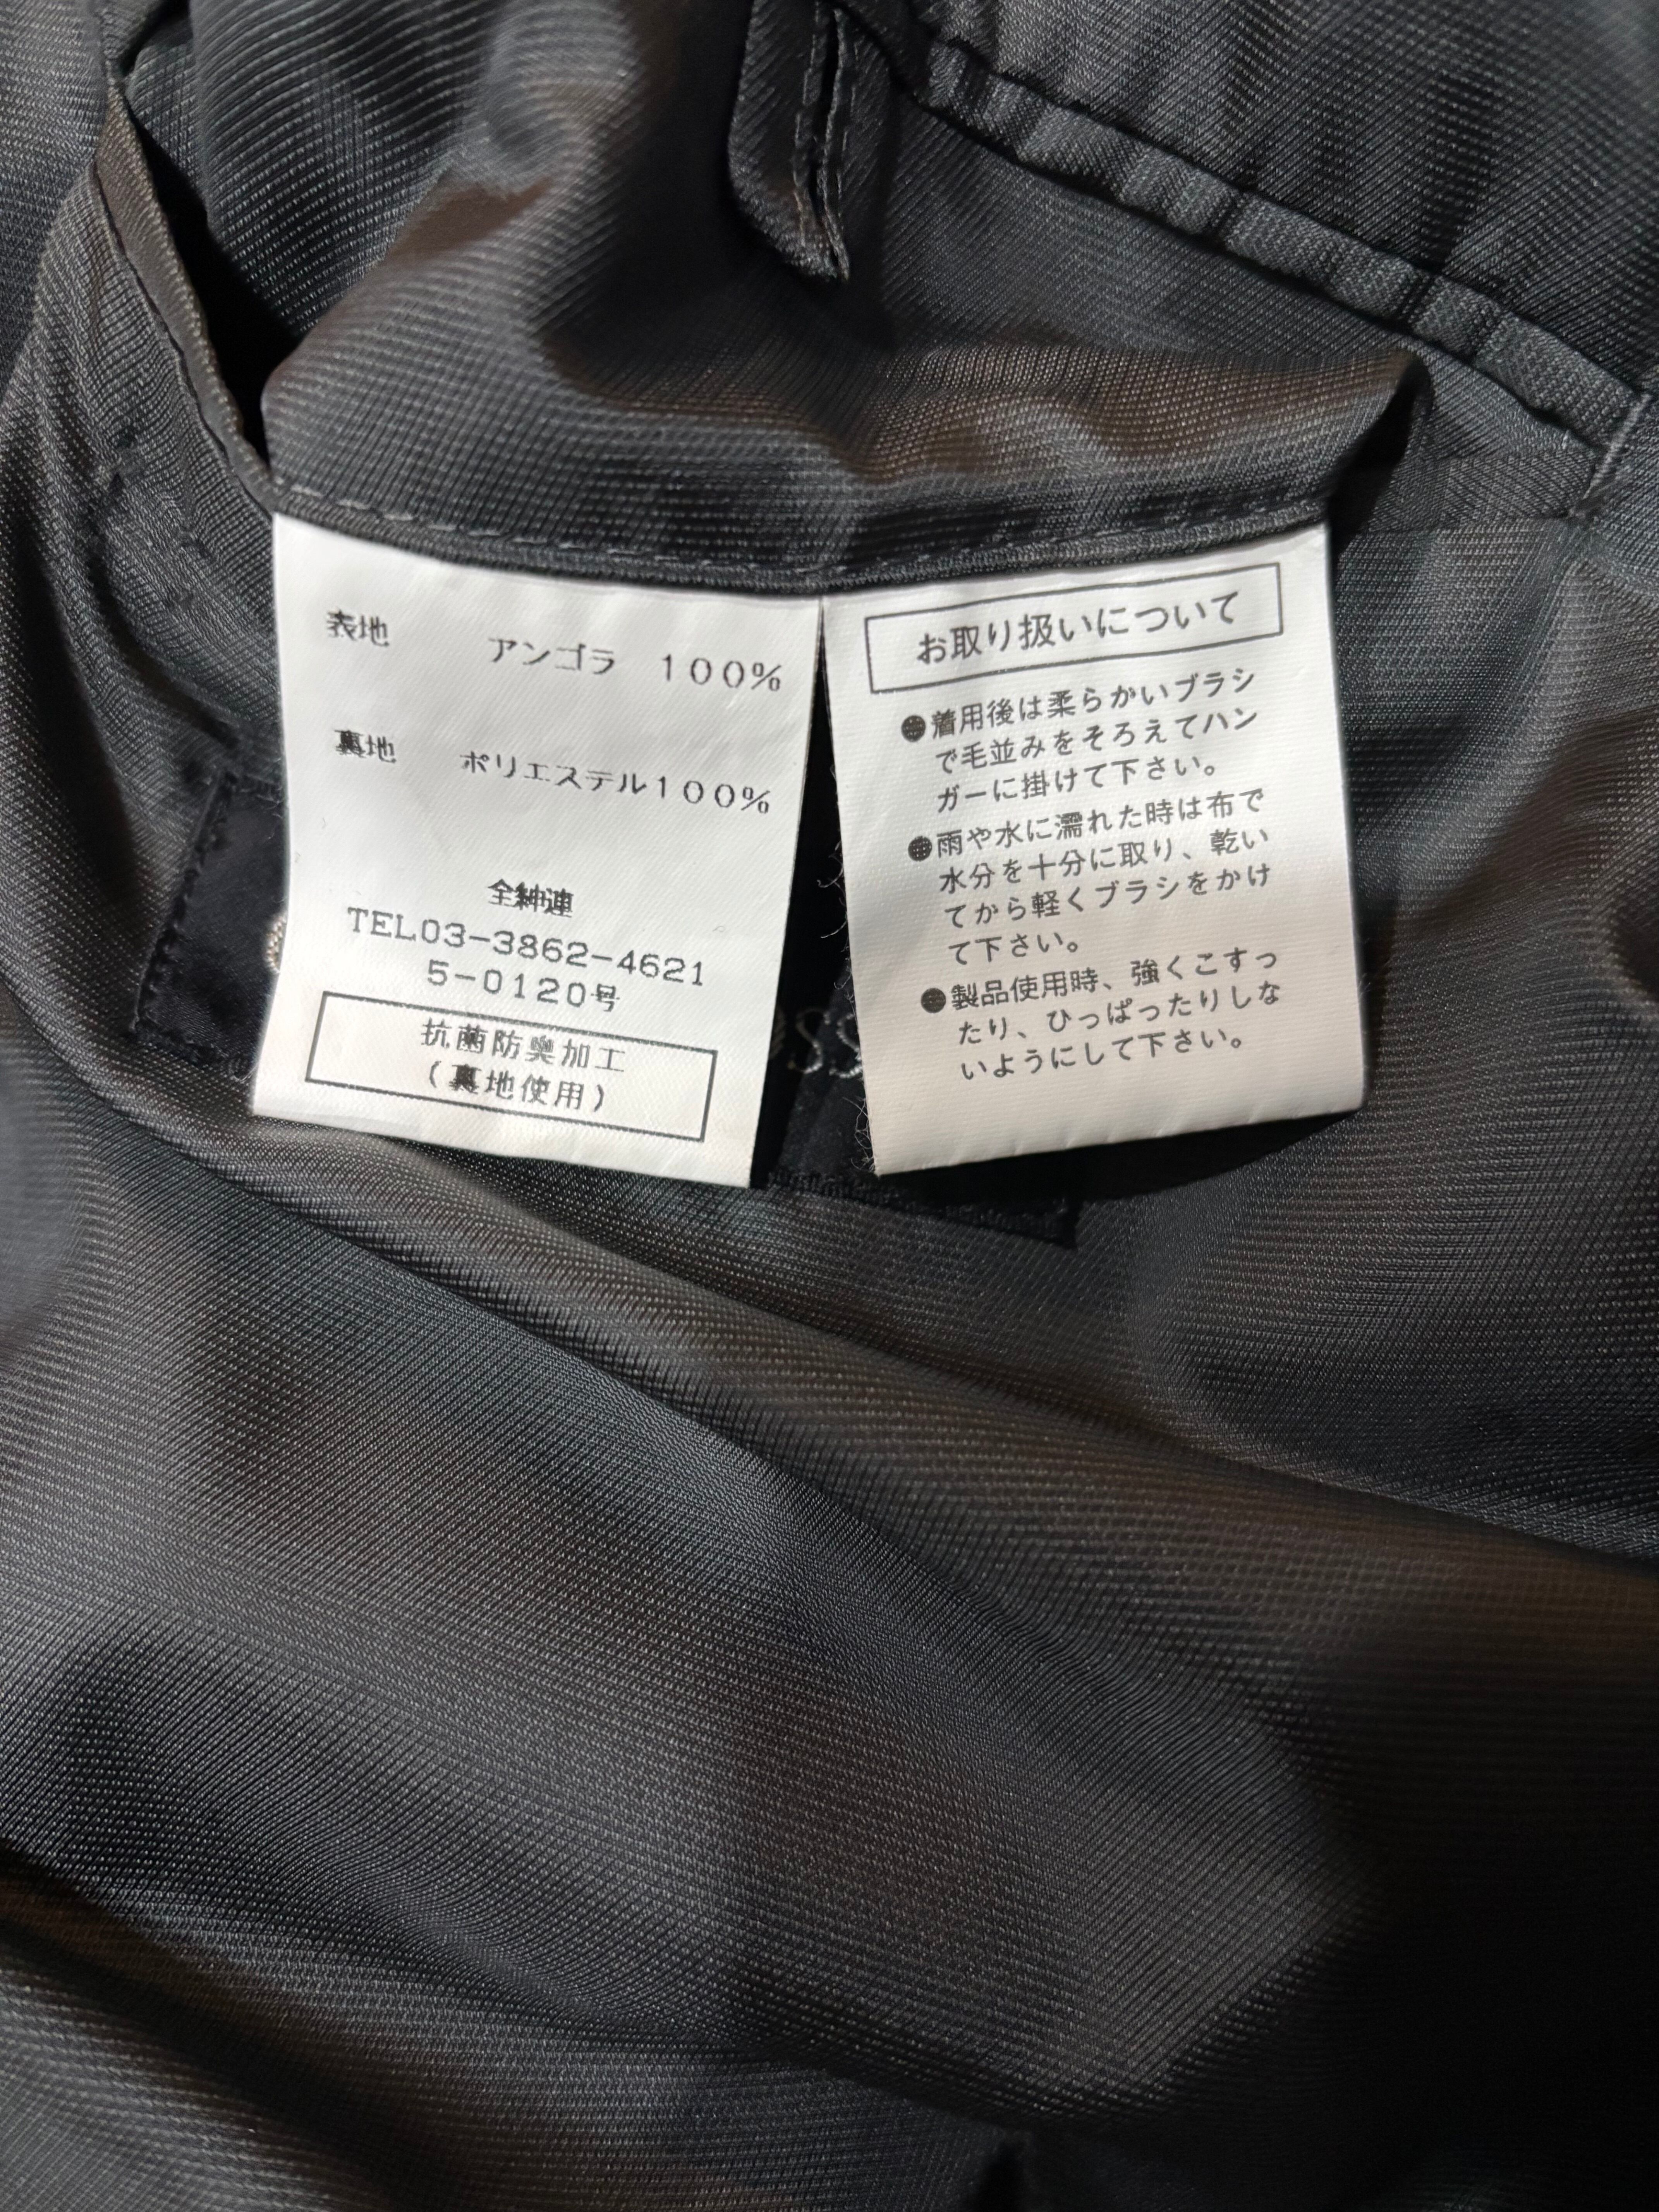 表地 アンゴラ 100%
裏地 ポリエステル100%
全紳連
TEL03-3862-4621
5-0120号
抗菌防臭加工
(裏地使用)
お取り扱いについて
●着用後は柔らかいブラシ
で毛並みをそろえてハン
ガーに掛けて下さい。
●雨や水に濡れた時は布で
水分を十分に取り、乾い
てから軽くブラシをかけ
て下さい。
●製品使用時、強くこすっ
たり、ひっぱったりしな
いようにして下さい。